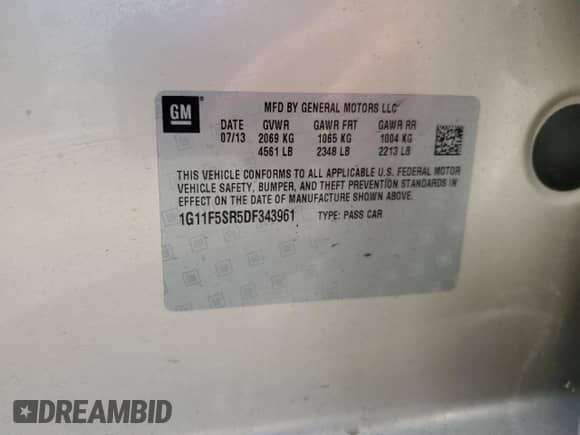 GM® MFD BY GENERAL MOTORS LLC
DATE GVWR GAWR FRT GAWR RR
07/13 2069 KG 1065 KG 1004 KG
4561 LB 2348 LB 2213 LB
THIS VEHICLE CONFORMS TO ALL APPLICABLE U.S. FEDERAL MOTOR
VEHICLE SAFETY, BUMPER, AND THEFT PREVENTION STANDARDS IN
EFFECT ON THE DATE OF MANUFACTURE SHOWN ABOVE.
1G11F5SR5DF343961 TYPE: PASS CAR
DREAMBID